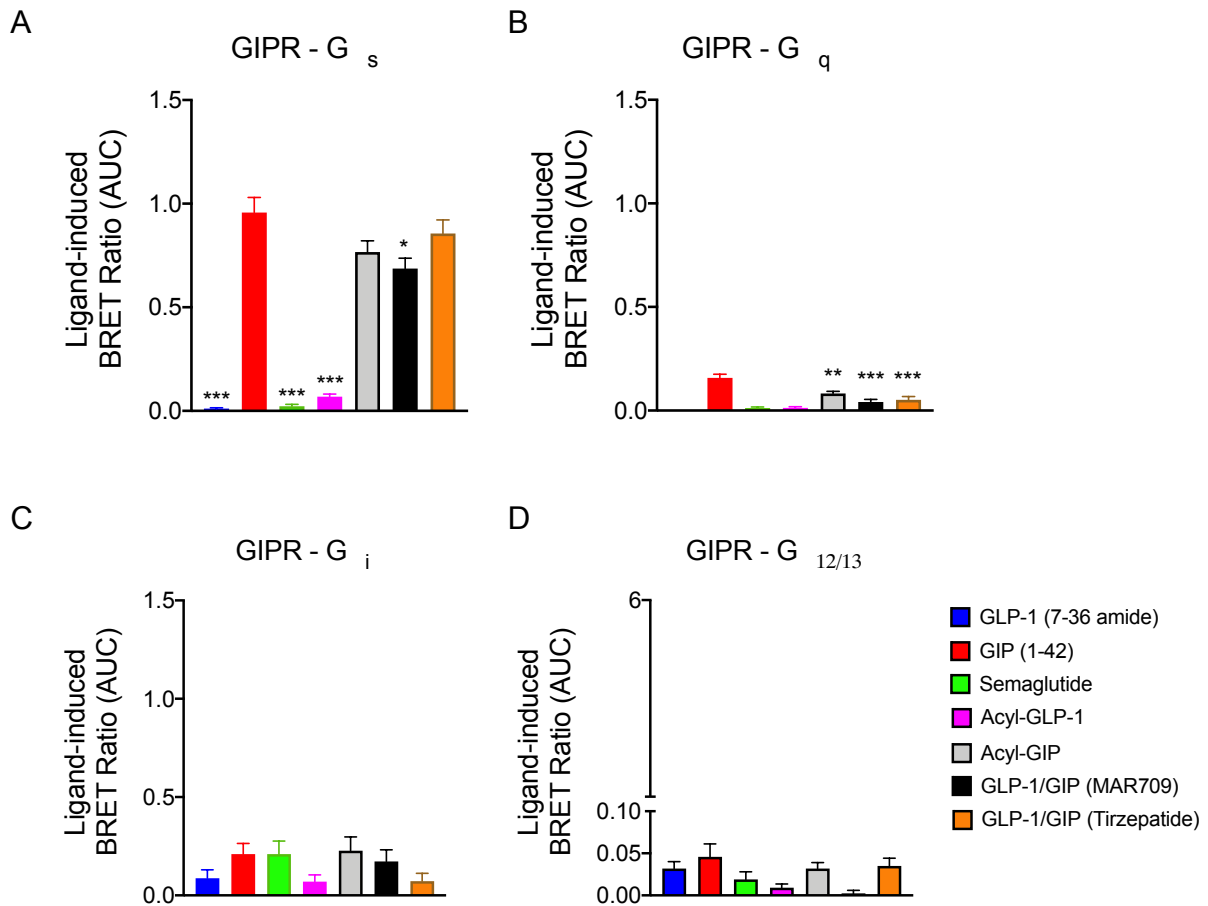 A
GIPR - G s
Ligand-induced
BRET Ratio (AUC)
1.5
1.0
0.5
0.0
***
***
***
*
B
GIPR - G q
Ligand-induced
BRET Ratio (AUC)
1.5
1.0
0.5
0.0
**
***
***
C
GIPR - G i
Ligand-induced
BRET Ratio (AUC)
1.5
1.0
0.5
0.0
D
GIPR - G 12/13
Ligand-induced
BRET Ratio (AUC)
6
0.10
0.05
0.00
GLP-1 (7-36 amide)
GIP (1-42)
Semaglutide
Acyl-GLP-1
Acyl-GIP
GLP-1/GIP (MAR709)
GLP-1/GIP (Tirzepatide)